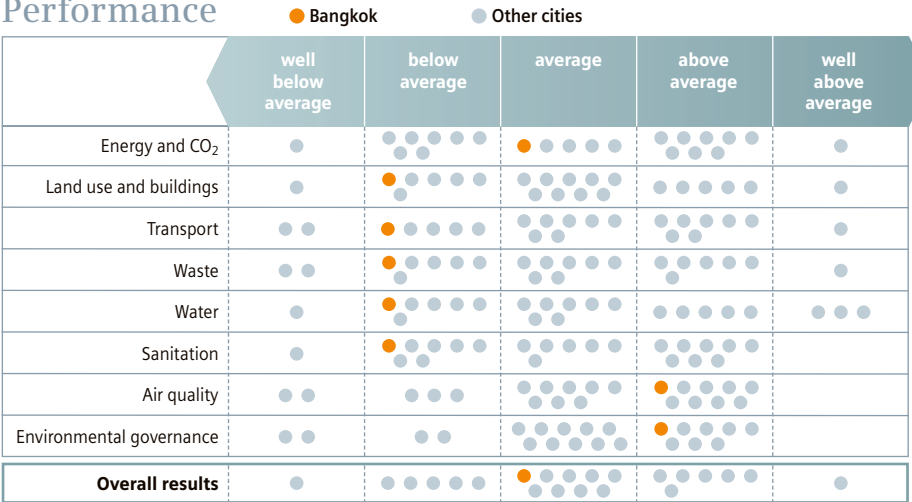 Performance
Bangkok
Other cities
well
below
average
below
average
average
above
average
well
above
average
Energy and CO2
Land use and buildings
Transport
Waste
Water
Sanitation
Air quality
Environmental governance
Overall results